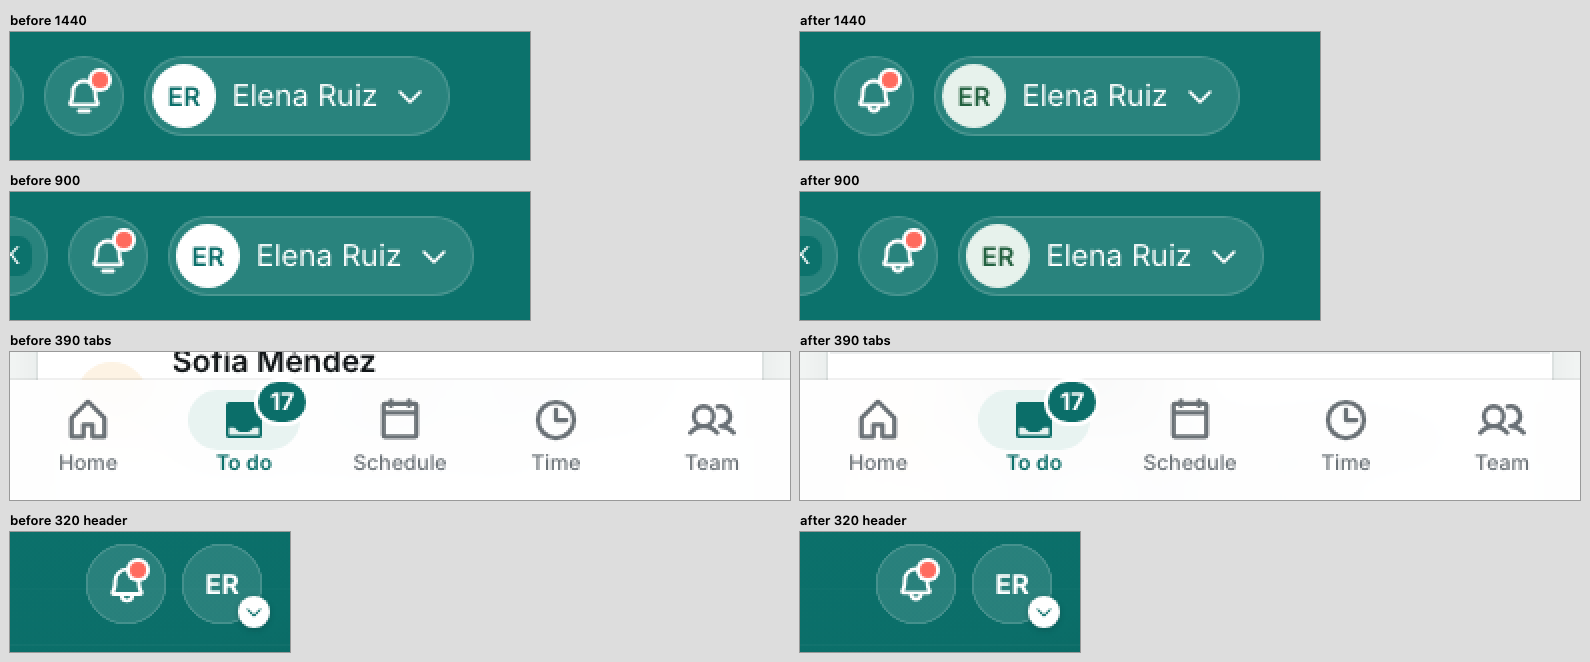 before 1440
after 1440
ER Elena Ruiz
ER Elena Ruiz
before 900
after 900
K
ER Elena Ruiz
K
ER Elena Ruiz
before 390 tabs
after 390 tabs
Sofía Méndez
17
Home To do Schedule Time Team
17
Home To do Schedule Time Team
before 320 header
after 320 header
ER
ER